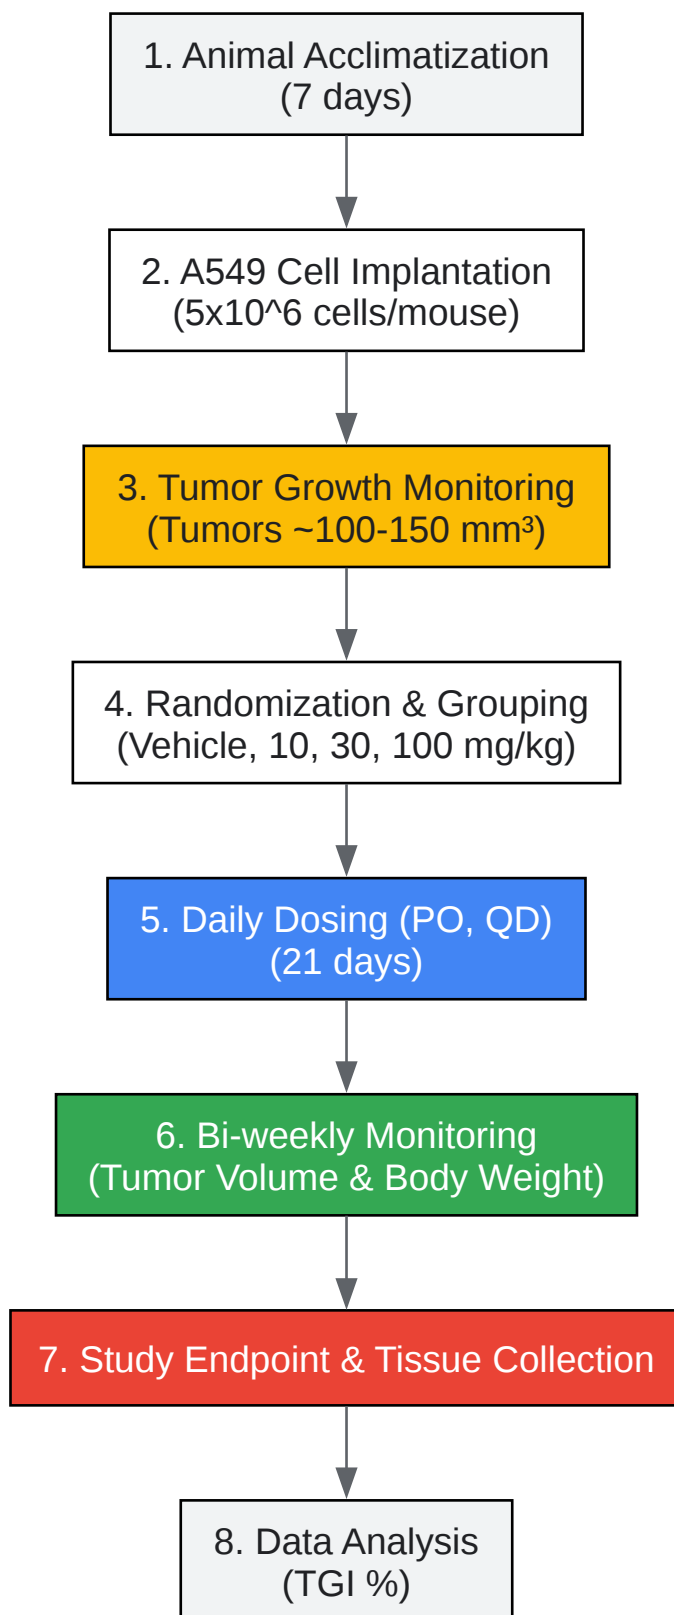 1. Animal Acclimatization
(7 days)
2. A549 Cell Implantation
(5x10^6 cells/mouse)
3. Tumor Growth Monitoring
(Tumors ~100-150 mm³)
4. Randomization & Grouping
(Vehicle, 10, 30, 100 mg/kg)
5. Daily Dosing (PO, QD)
(21 days)
6. Bi-weekly Monitoring
(Tumor Volume & Body Weight)
7. Study Endpoint & Tissue Collection
8. Data Analysis
(TGI %)